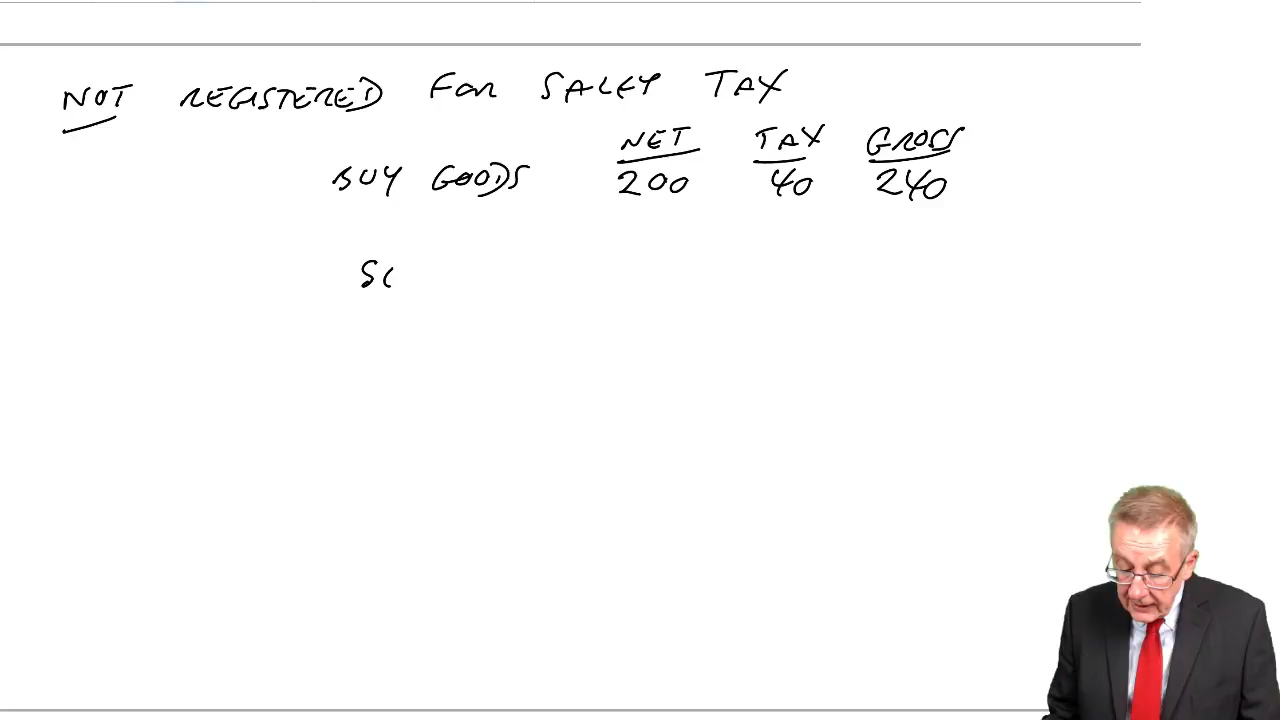 NOT REGISTERED FOR SALES TAX
NET TAX GROSS
BUY GOODS 200 40 240
S